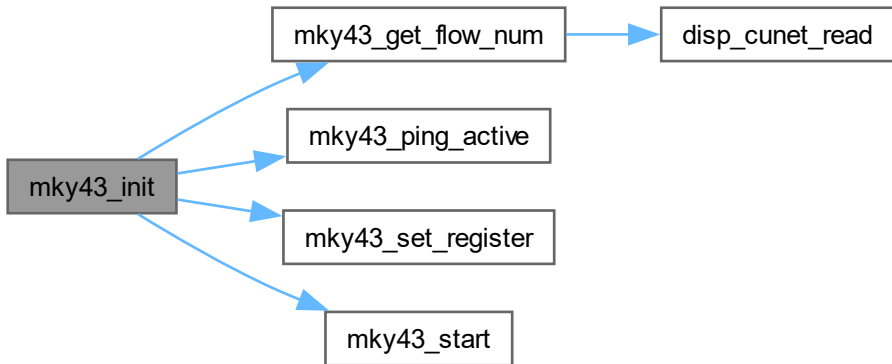 mky43_get_flow_num
disp_cunet_read
mky43_ping_active
mky43_init
mky43_set_register
mky43_start